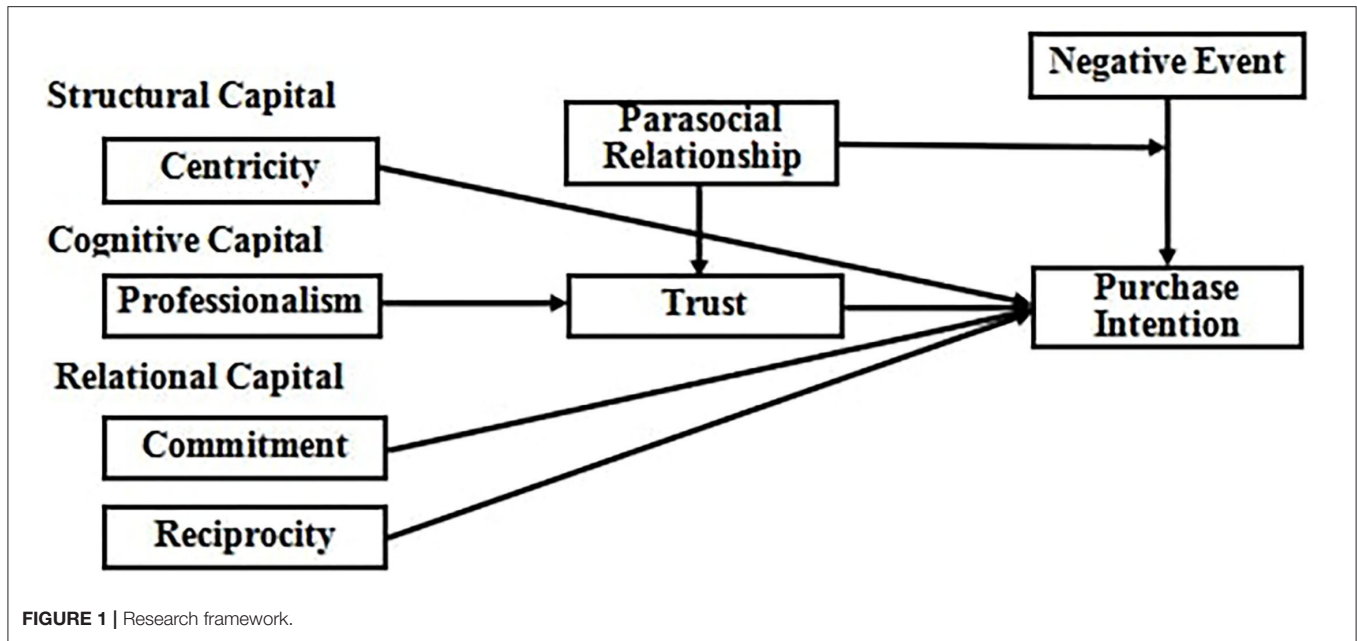 Negative Event
Structural Capital
Parasocial
Relationship
Centricity
Cognitive Capital
Professionalism
Trust
Purchase
Intention
Relational Capital
Commitment
Reciprocity
FIGURE 1 | Research framework.